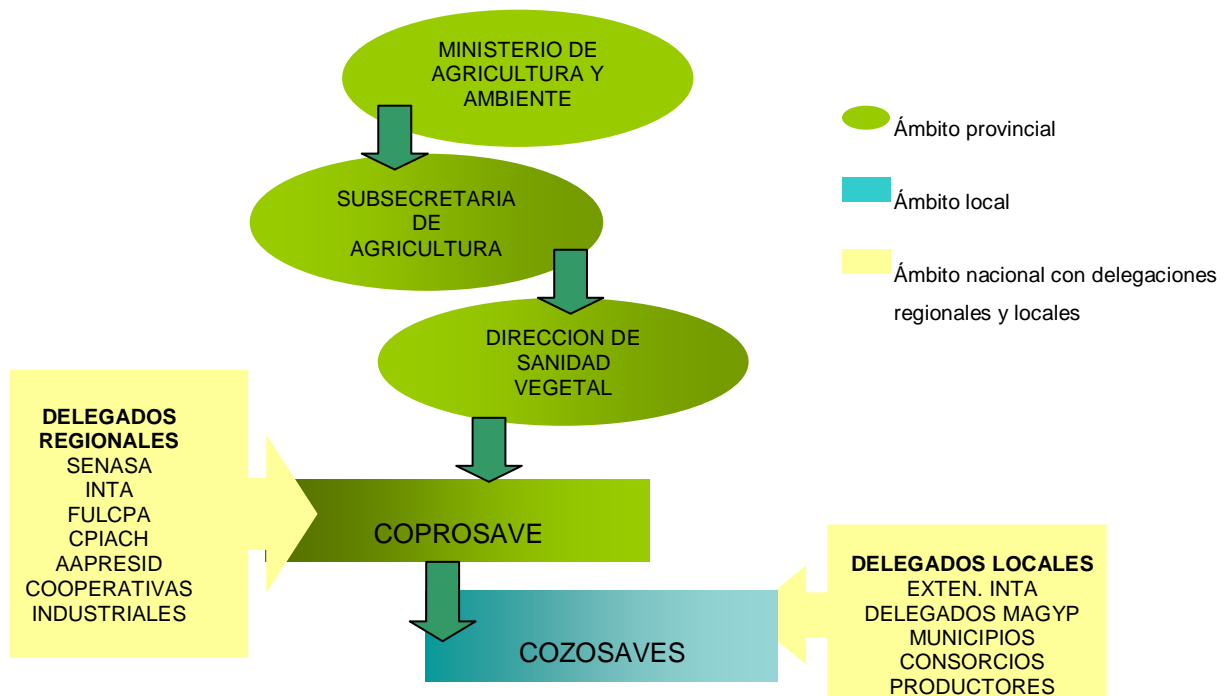 MINISTERIO DE
AGRICULTURA Y
AMBIENTE
Ámbito provincial
SUBSECRETARIA
DE
AGRICULTURA
Ámbito local
Ámbito nacional con delegaciones
regionales y locales
DIRECCION DE
SANIDAD
VEGETAL
DELEGADOS
REGIONALES
SENASA
INTA
FULCPA
CPIACH
AAPRESID
COOPERATIVAS
INDUSTRIALES
COPROSAVE
COZOSAVES
DELEGADOS LOCALES
EXTEN. INTA
DELEGADOS MAGYP
MUNICIPIOS
CONSORCIOS
PRODUCTORES